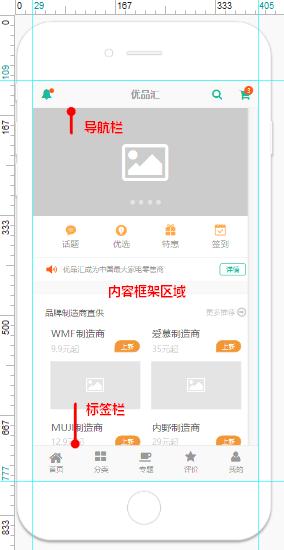 0 29 167 333 405
0
109
167
333
500
667
777
833
优品汇
3
导航栏
话题 优选 特惠 签到
优品汇成为中国最大家电零售商 详情
内容框架区域
品牌制造商直供 更多推荐
WMF制造商 爱慕制造商
9.9元起 上新 35元起 上新
标签栏
MUJI制造商 内野制造商
12.9元起 上新 29元起 上新
首页 分类 专题 评价 我的